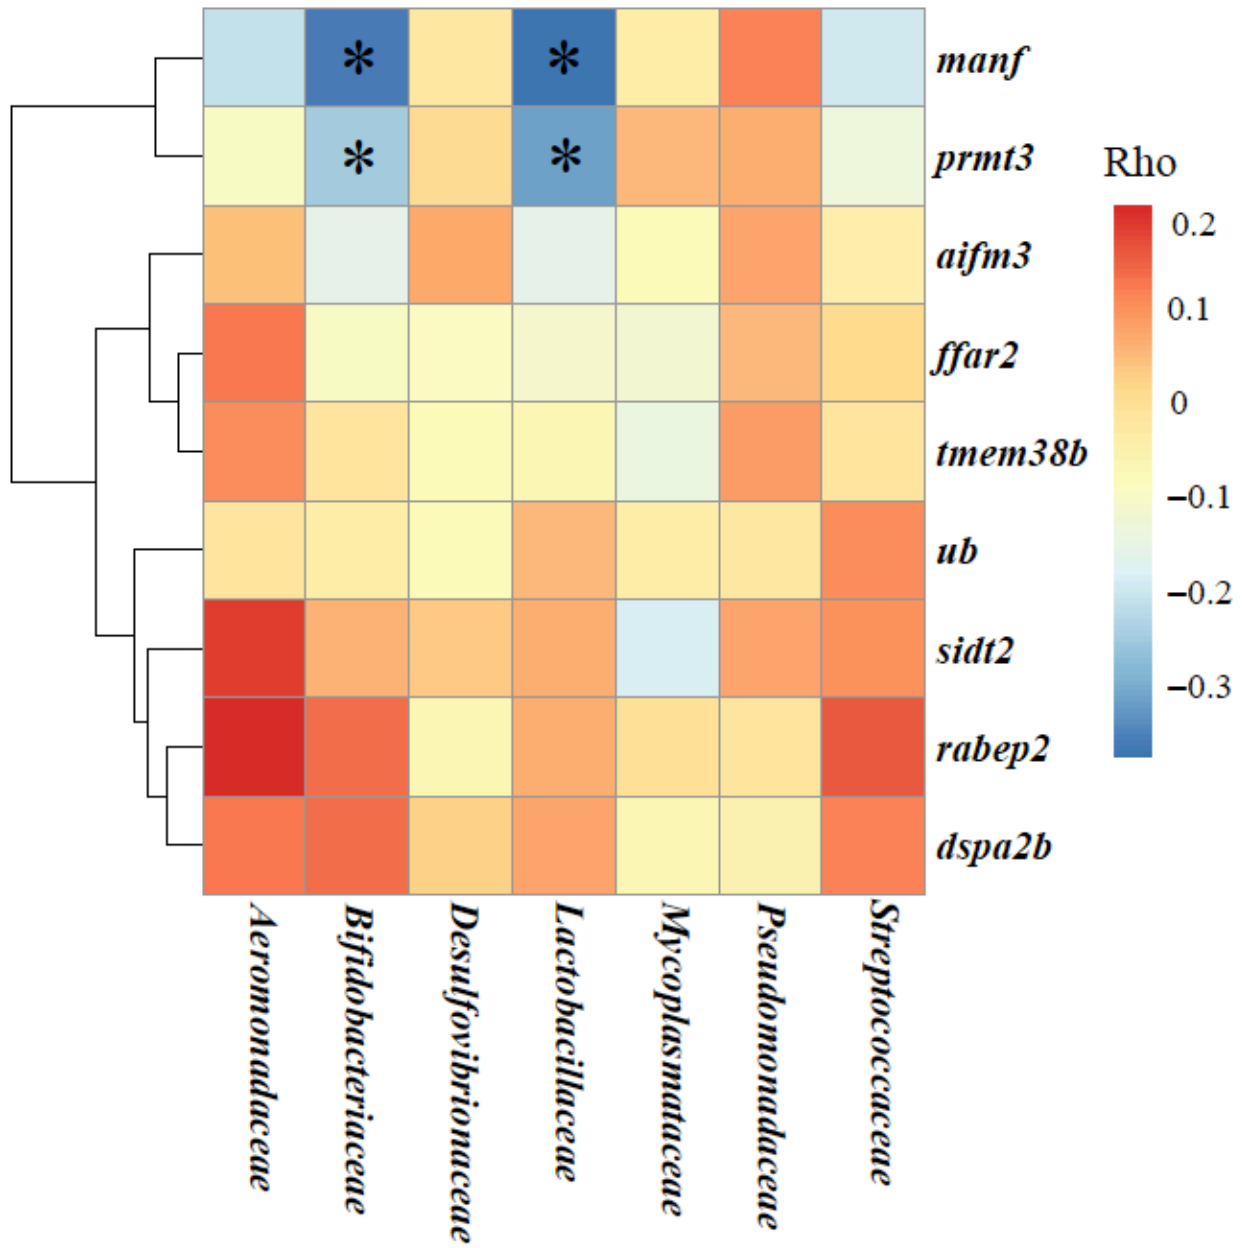 * * manf
* * prmt3
aifm3
ffar2
tmem38b
ub
sidt2
rabep2
dspa2b
Rho
0.2
0.1
0
−0.1
−0.2
−0.3
Aeromonadaceae
Bifidobacteriaceae
Desulfovibrionaceae
Lactobacillaceae
Mycoplasmataceae
Pseudomonadaceae
Streptococcaceae